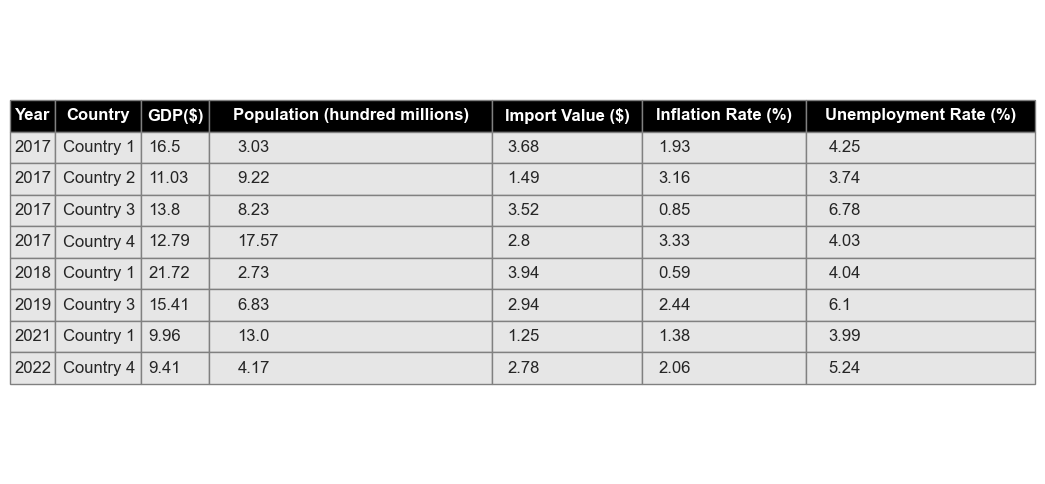 Year Country GDP($) Population (hundred millions) Import Value ($) Inflation Rate (%) Unemployment Rate (%)
2017 Country 1 16.5 3.03 3.68 1.93 4.25
2017 Country 2 11.03 9.22 1.49 3.16 3.74
2017 Country 3 13.8 8.23 3.52 0.85 6.78
2017 Country 4 12.79 17.57 2.8 3.33 4.03
2018 Country 1 21.72 2.73 3.94 0.59 4.04
2019 Country 3 15.41 6.83 2.94 2.44 6.1
2021 Country 1 9.96 13.0 1.25 1.38 3.99
2022 Country 4 9.41 4.17 2.78 2.06 5.24